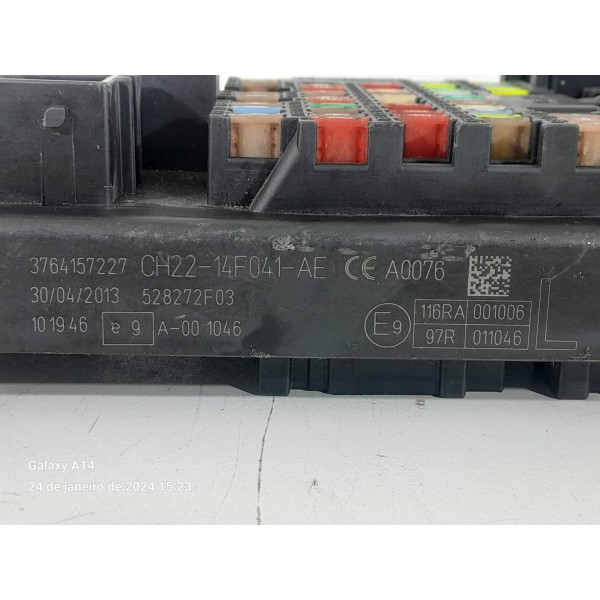 3764157227 CH22-14F041-AE CE A0076
30/04/2013 528272F03
101946 e 9 A-00 1046
E9 116RA 001006
97R 011046
L
Galaxy A14
24 de janeiro de 2024 15:23